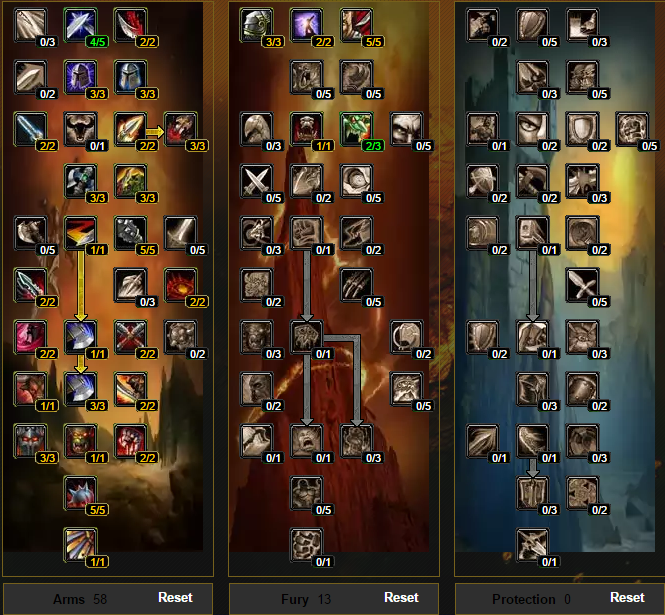 0/3 4/5 2/2 3/3 2/2 5/5 0/2 0/5 0/3
0/2 3/3 3/3 0/5 0/5 0/3 0/5
2/2 0/1 2/2 3/3 0/3 1/1 2/3 0/5 0/1 0/2 0/2 0/5
3/3 3/3 0/5 0/2 0/5 0/2 0/2 0/3
0/5 1/1 5/5 0/5 0/3 0/1 0/2 0/2 0/1 0/2
2/2 0/3 2/2 0/2 0/5 0/5
2/2 1/1 2/2 0/2 0/3 0/1 0/2 0/2 0/1 0/3
1/1 3/3 2/2 0/2 0/5 0/3 0/2
3/3 1/1 2/2 0/1 0/1 0/3 0/1 0/1 0/3
5/5 0/5 0/3 0/2
1/1 0/1 0/1
Arms 58 Reset Fury 13 Reset Protection 0 Reset